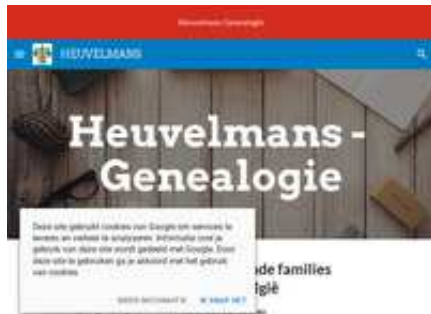 Heuvelmans Genealogie
HEUVELMANS
Heuvelmans -
Genealogie
Deze site gebruikt cookies van Google om services te
leveren en verkeer te analyseren. Informatie over je
gebruik van deze site wordt gedeeld met Google. Door
deze site te gebruiken ga je akkoord met het gebruik
van cookies.
de families
lgië
MEER INFORMATIE IK SNAP HET